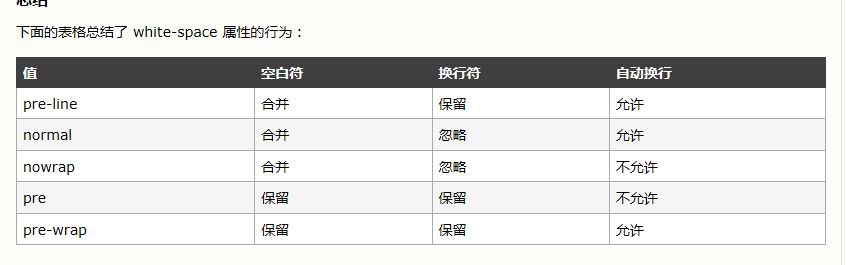 总结
下面的表格总结了 white-space 属性的行为：
值 空白符 换行符 自动换行
pre-line 合并 保留 允许
normal 合并 忽略 允许
nowrap 合并 忽略 不允许
pre 保留 保留 不允许
pre-wrap 保留 保留 允许